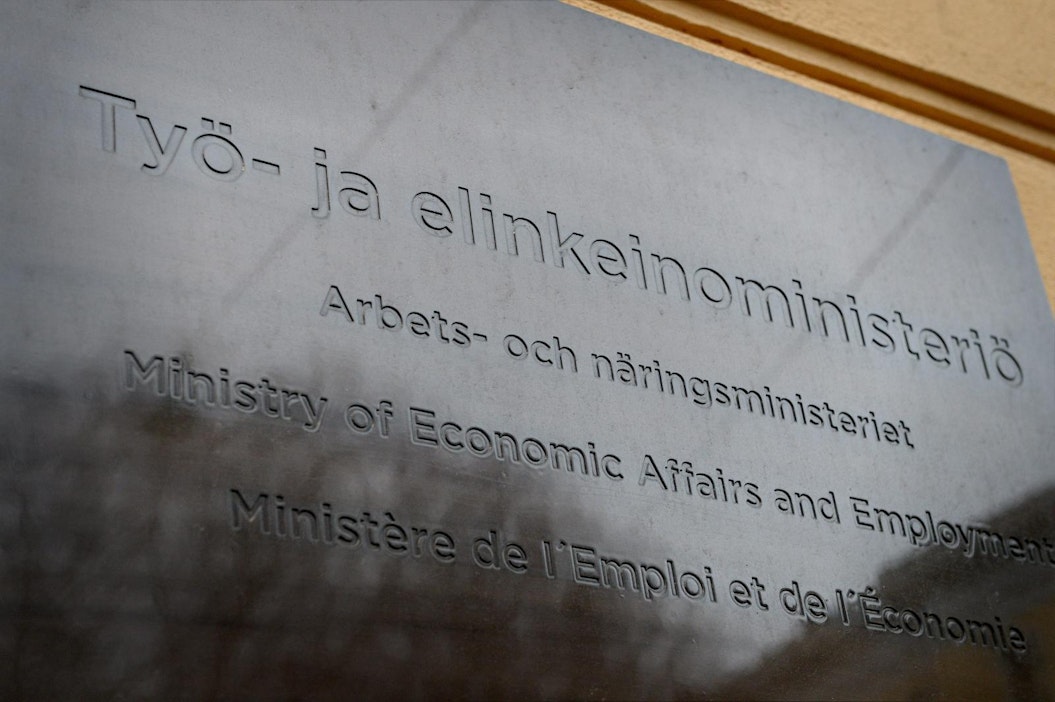 Työ- ja elinkeinoministeriö
Arbets- och näringsministeriet
Ministry of Economic Affairs and Employment
Ministère de l´Emploi et de l´Économie